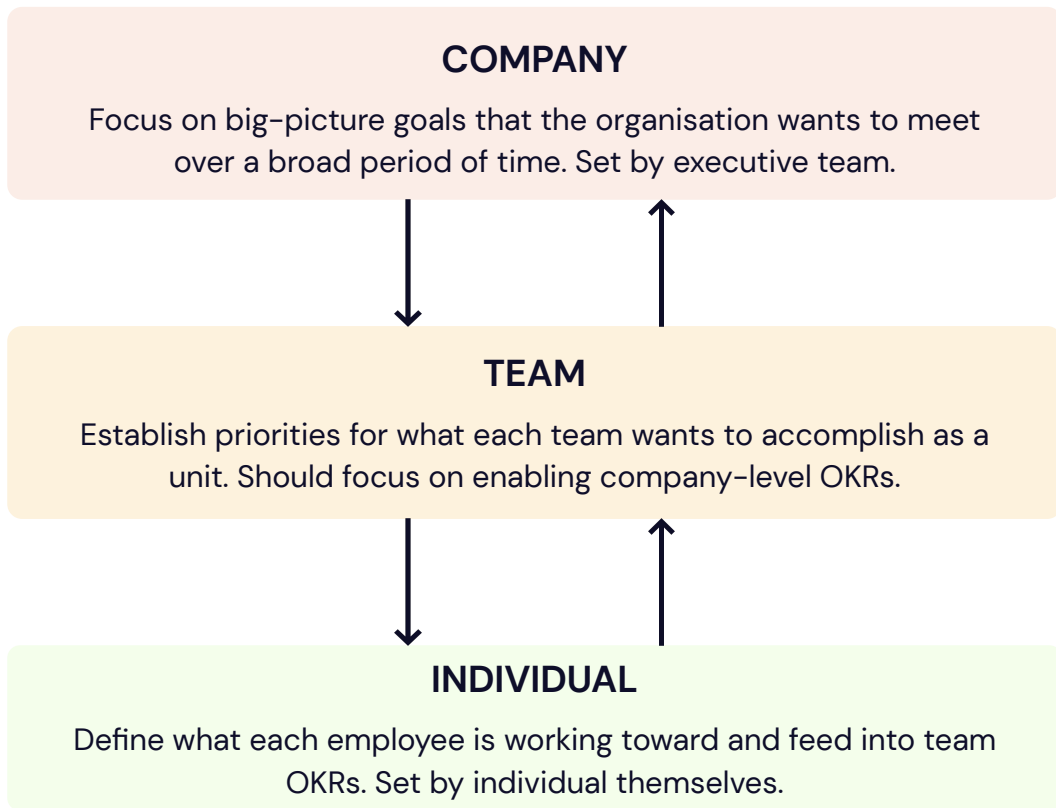 COMPANY
Focus on big-picture goals that the organisation wants to meet
over a broad period of time. Set by executive team.
TEAM
Establish priorities for what each team wants to accomplish as a
unit. Should focus on enabling company-level OKRs.
INDIVIDUAL
Define what each employee is working toward and feed into team
OKRs. Set by individual themselves.